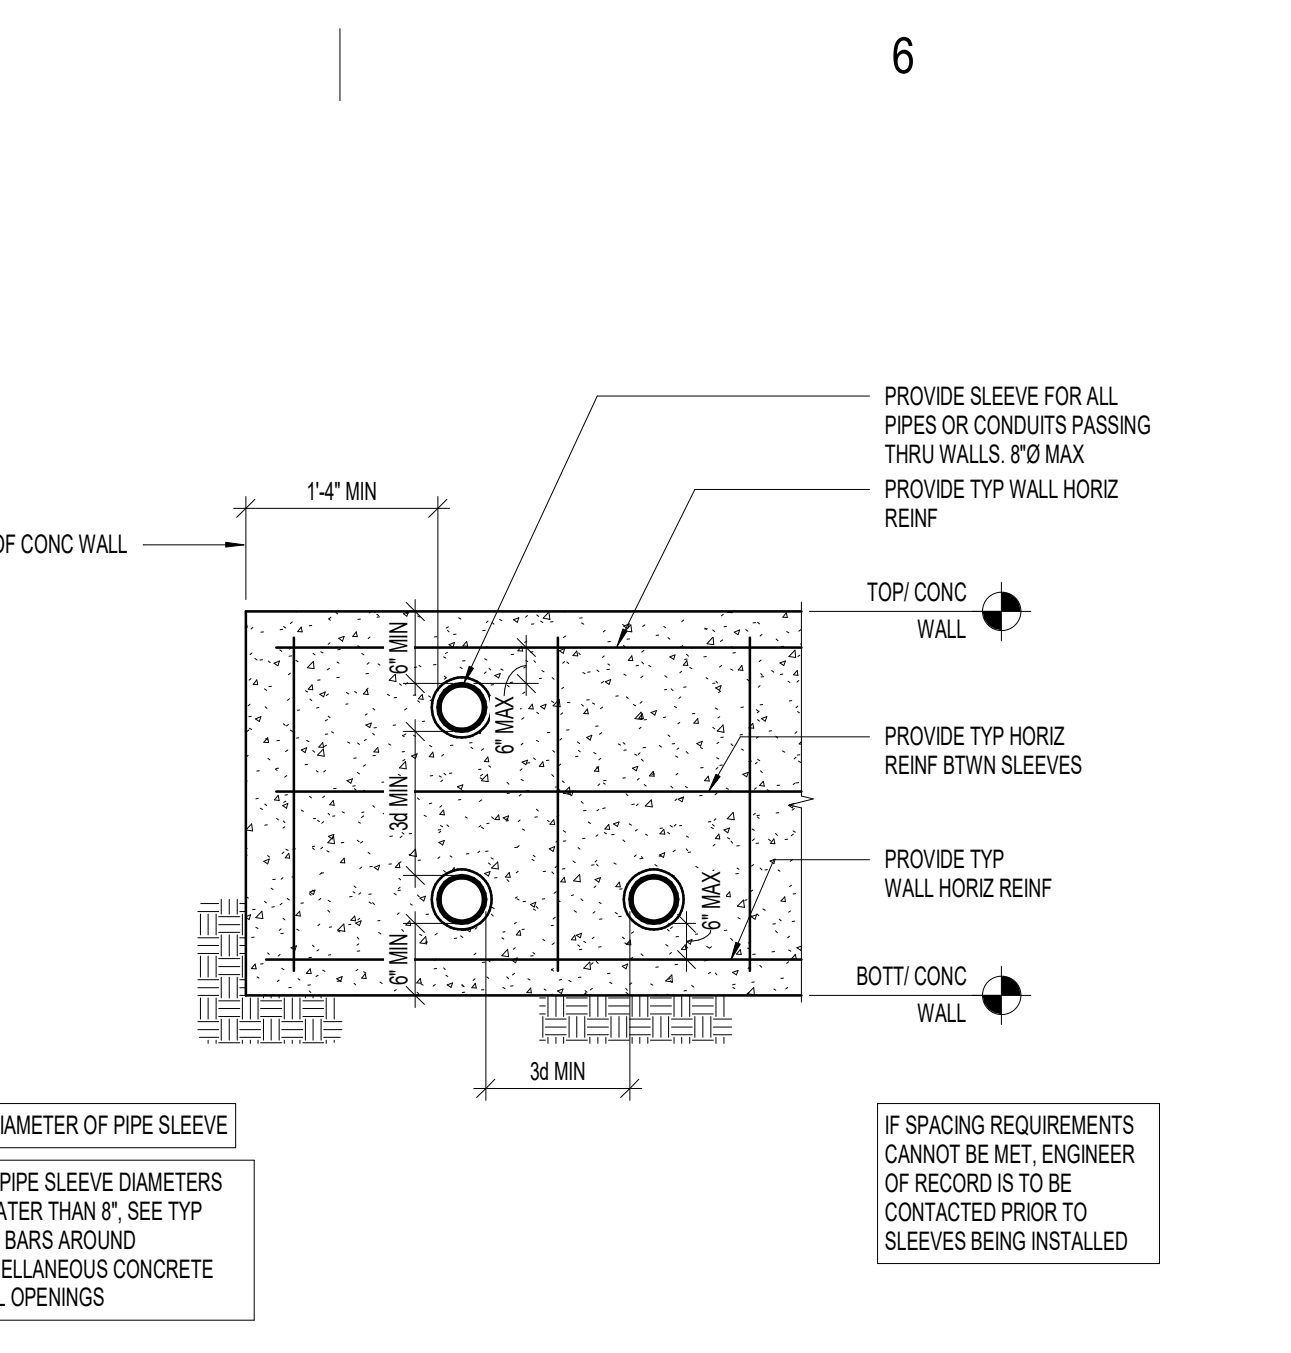 6
PROVIDE SLEEVE FOR ALL
PIPES OR CONDUITS PASSING
THRU WALLS. 8"Ø MAX
PROVIDE TYP WALL HORIZ
REINF
1'-4" MIN
OF CONC WALL
TOP/ CONC
WALL
6" MIN
6" MAX
PROVIDE TYP HORIZ
REINF BTWN SLEEVES
3d MIN
PROVIDE TYP
WALL HORIZ REINF
6" MAX
6" MIN
BOTT/ CONC
WALL
3d MIN
IAMETER OF PIPE SLEEVE
PIPE SLEEVE DIAMETERS
ATER THAN 8", SEE TYP
BARS AROUND
ELLANEOUS CONCRETE
L OPENINGS
IF SPACING REQUIREMENTS
CANNOT BE MET, ENGINEER
OF RECORD IS TO BE
CONTACTED PRIOR TO
SLEEVES BEING INSTALLED